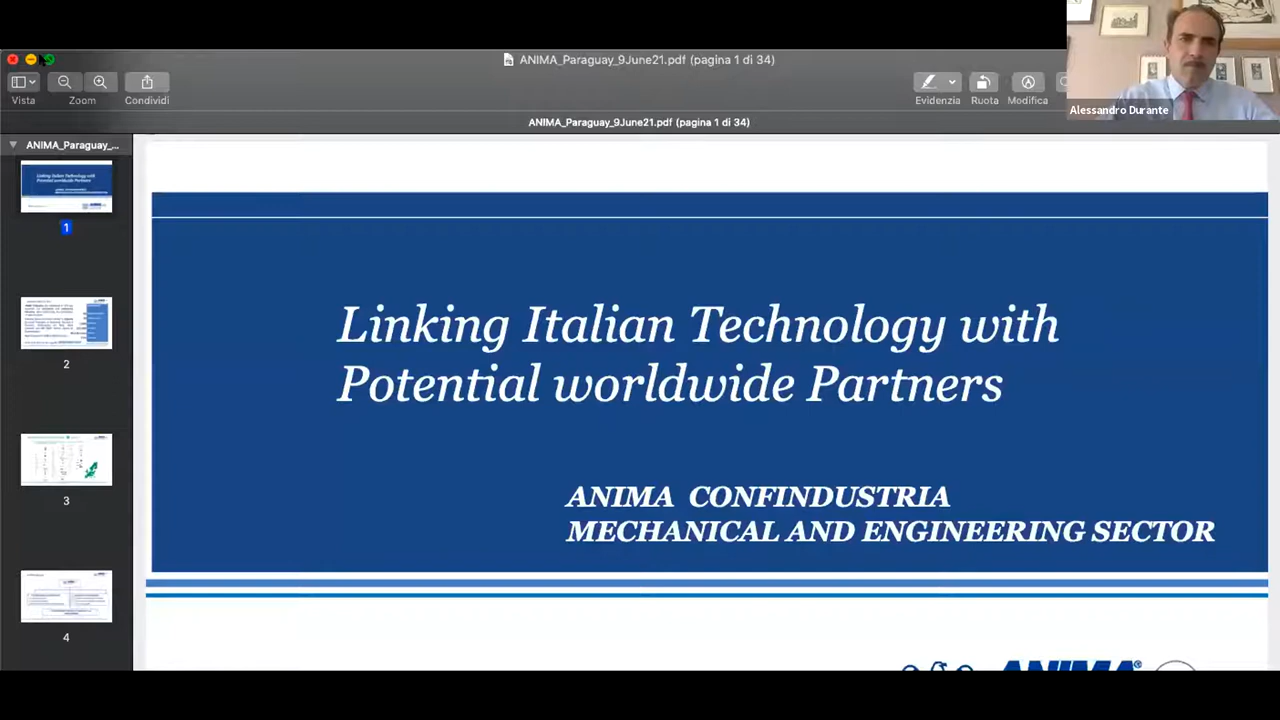 ANIMA_Paraguay_9June21.pdf (pagina 1 di 34)
Vista
Zoom
Condividi
Evidenzia
Ruota
Modifica
Alessandro Durante
ANIMA_Paraguay_9June21.pdf (pagina 1 di 34)
ANIMA_Paraguay_...
1
2
3
4
Linking Italian Technology with
Potential worldwide Partners
ANIMA CONFINDUSTRIA
MECHANICAL AND ENGINEERING SECTOR
ANIMA®